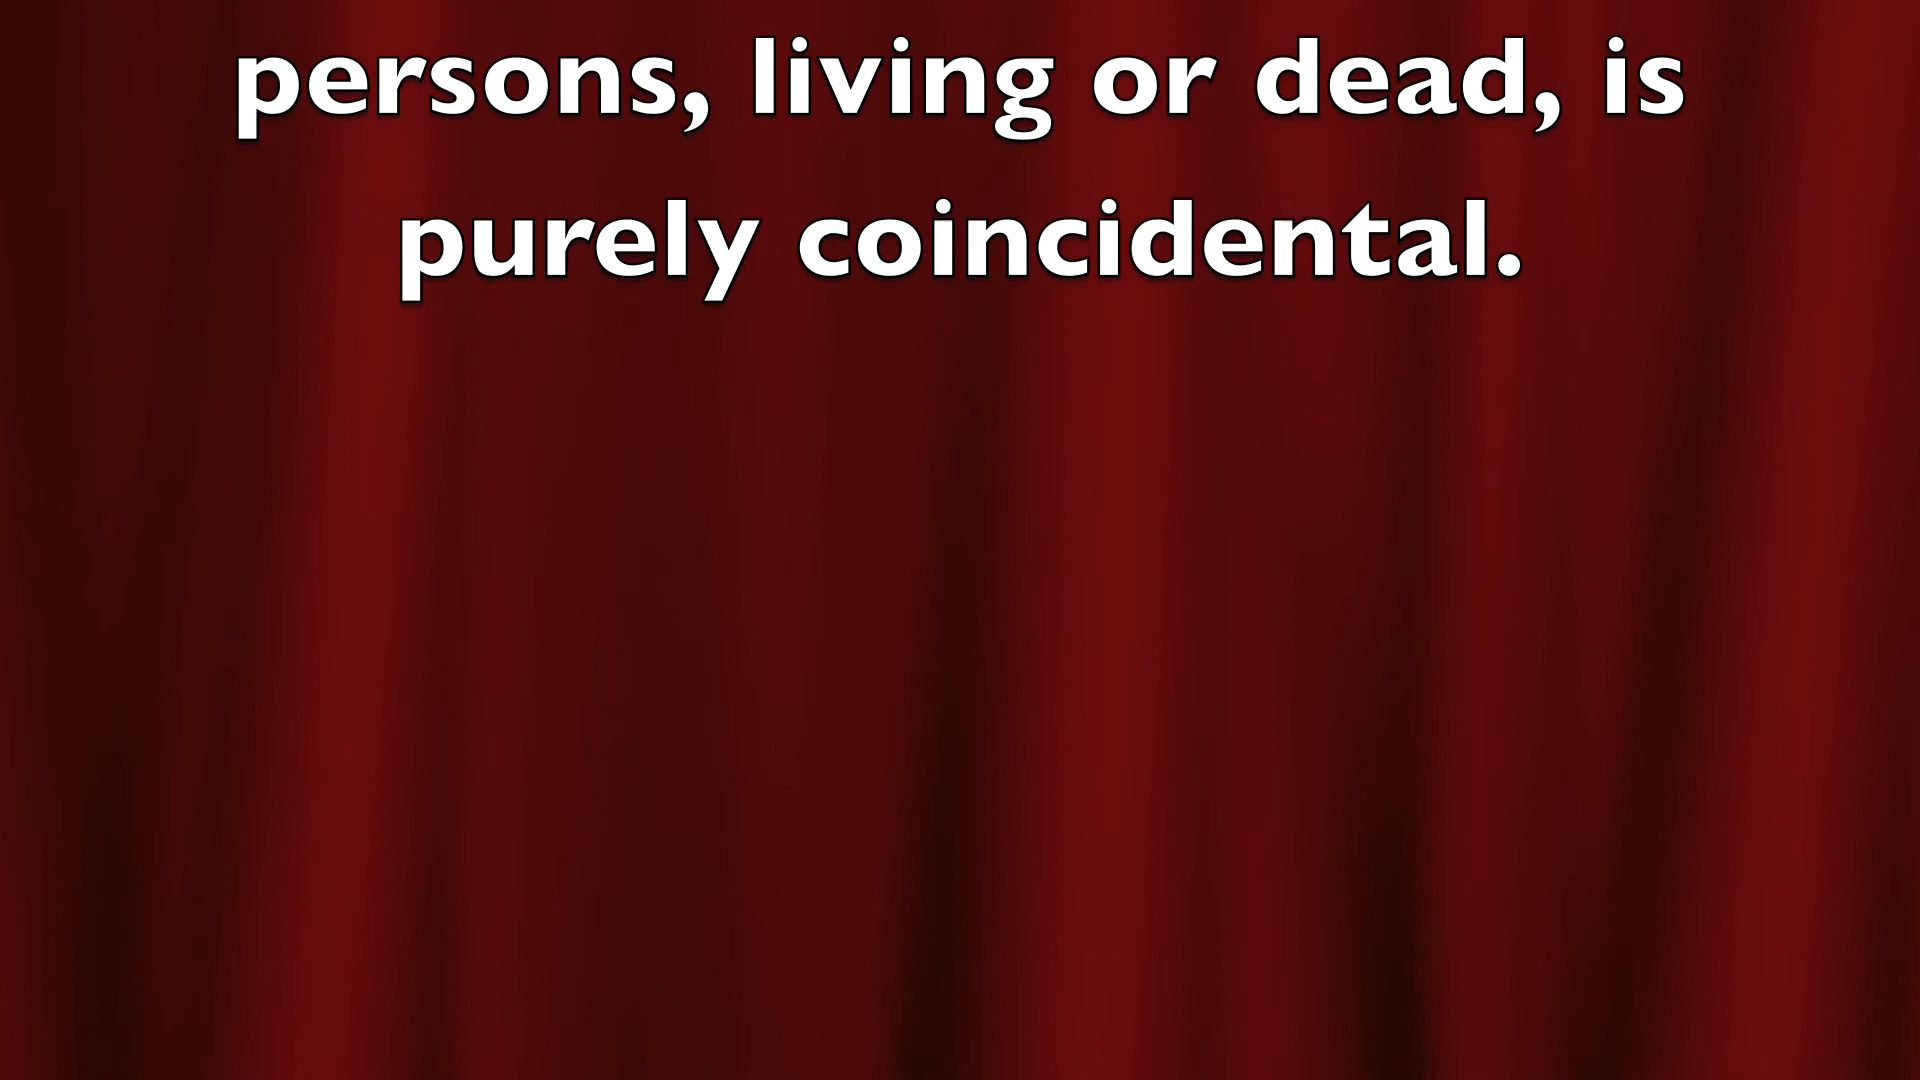 persons, living or dead, is
purely coincidental.